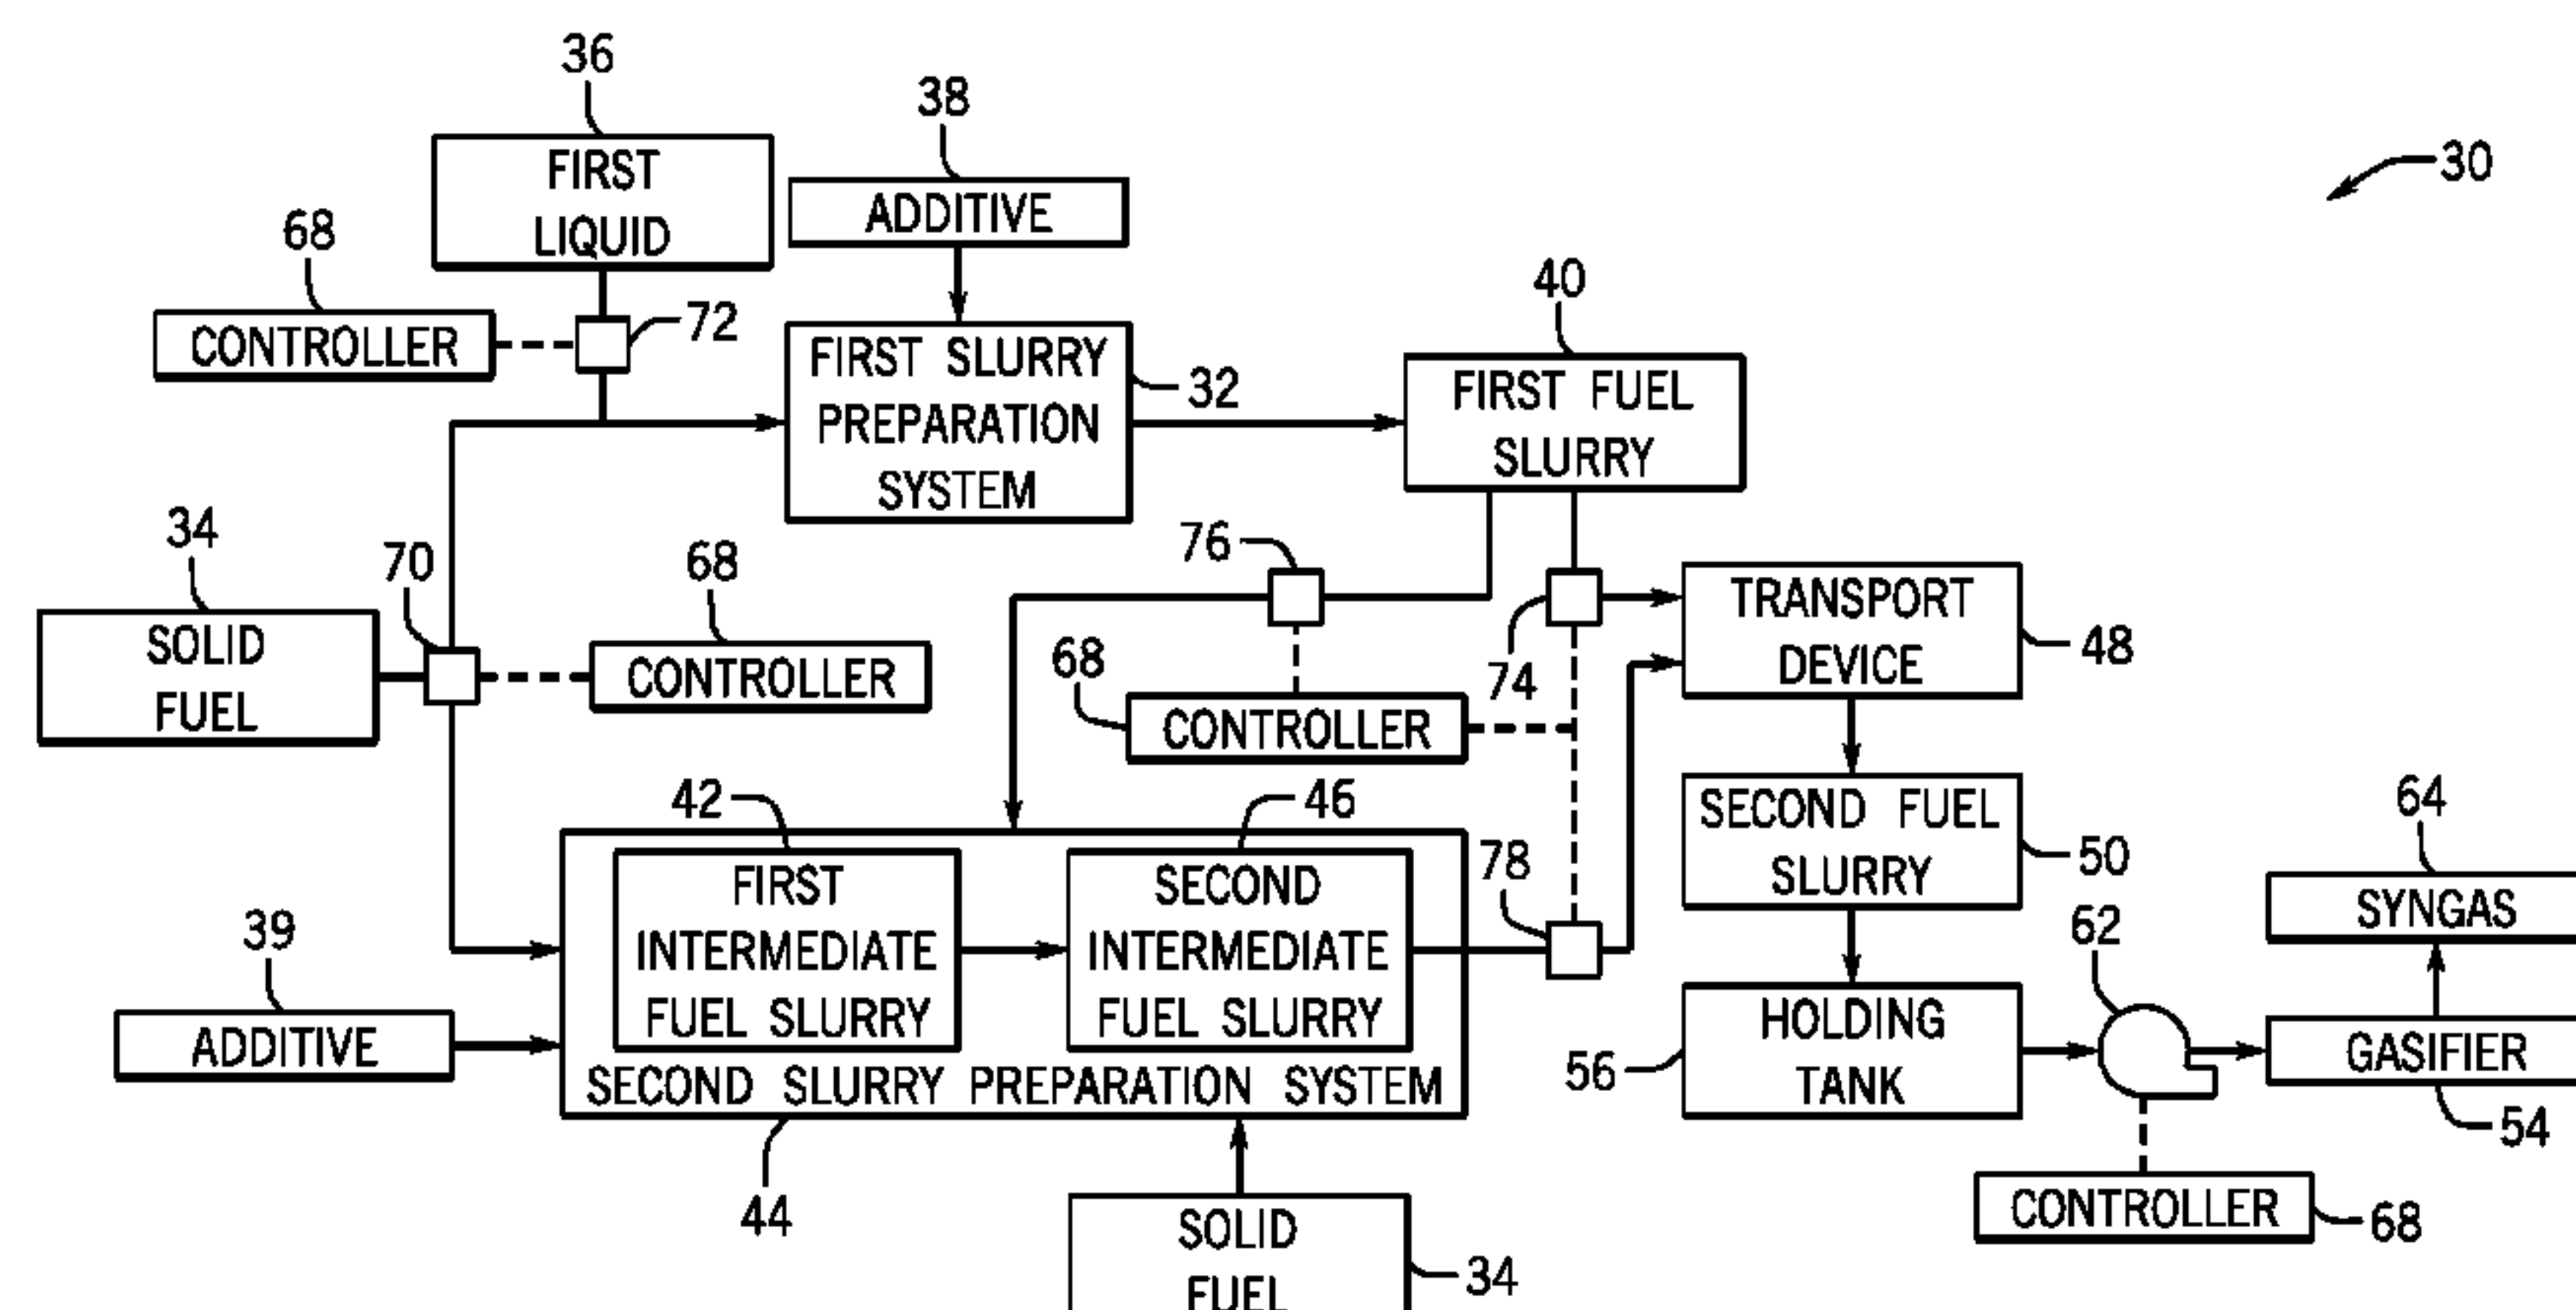 36
FIRST
LIQUID
38
ADDITIVE
30
68
CONTROLLER
72
FIRST SLURRY
PREPARATION
SYSTEM
32
40
FIRST FUEL
SLURRY
34
SOLID
FUEL
70
68
CONTROLLER
76
74
68
CONTROLLER
TRANSPORT
DEVICE
48
SECOND FUEL
SLURRY
50
42
FIRST
INTERMEDIATE
FUEL SLURRY
46
SECOND
INTERMEDIATE
FUEL SLURRY
SECOND SLURRY PREPARATION SYSTEM
44
78
39
ADDITIVE
HOLDING
TANK
56
62
64
SYNGAS
GASIFIER
54
CONTROLLER
68
SOLID
FUEL
34